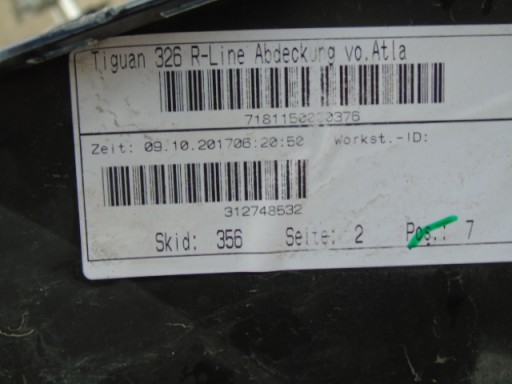 Tiguan 326 R-Line Abdeckung vo.Atla
Zeit: 09.10.201706:20:50 Workst.-ID:
312748532
Skid: 356 Seite: 2 Pos.: 7